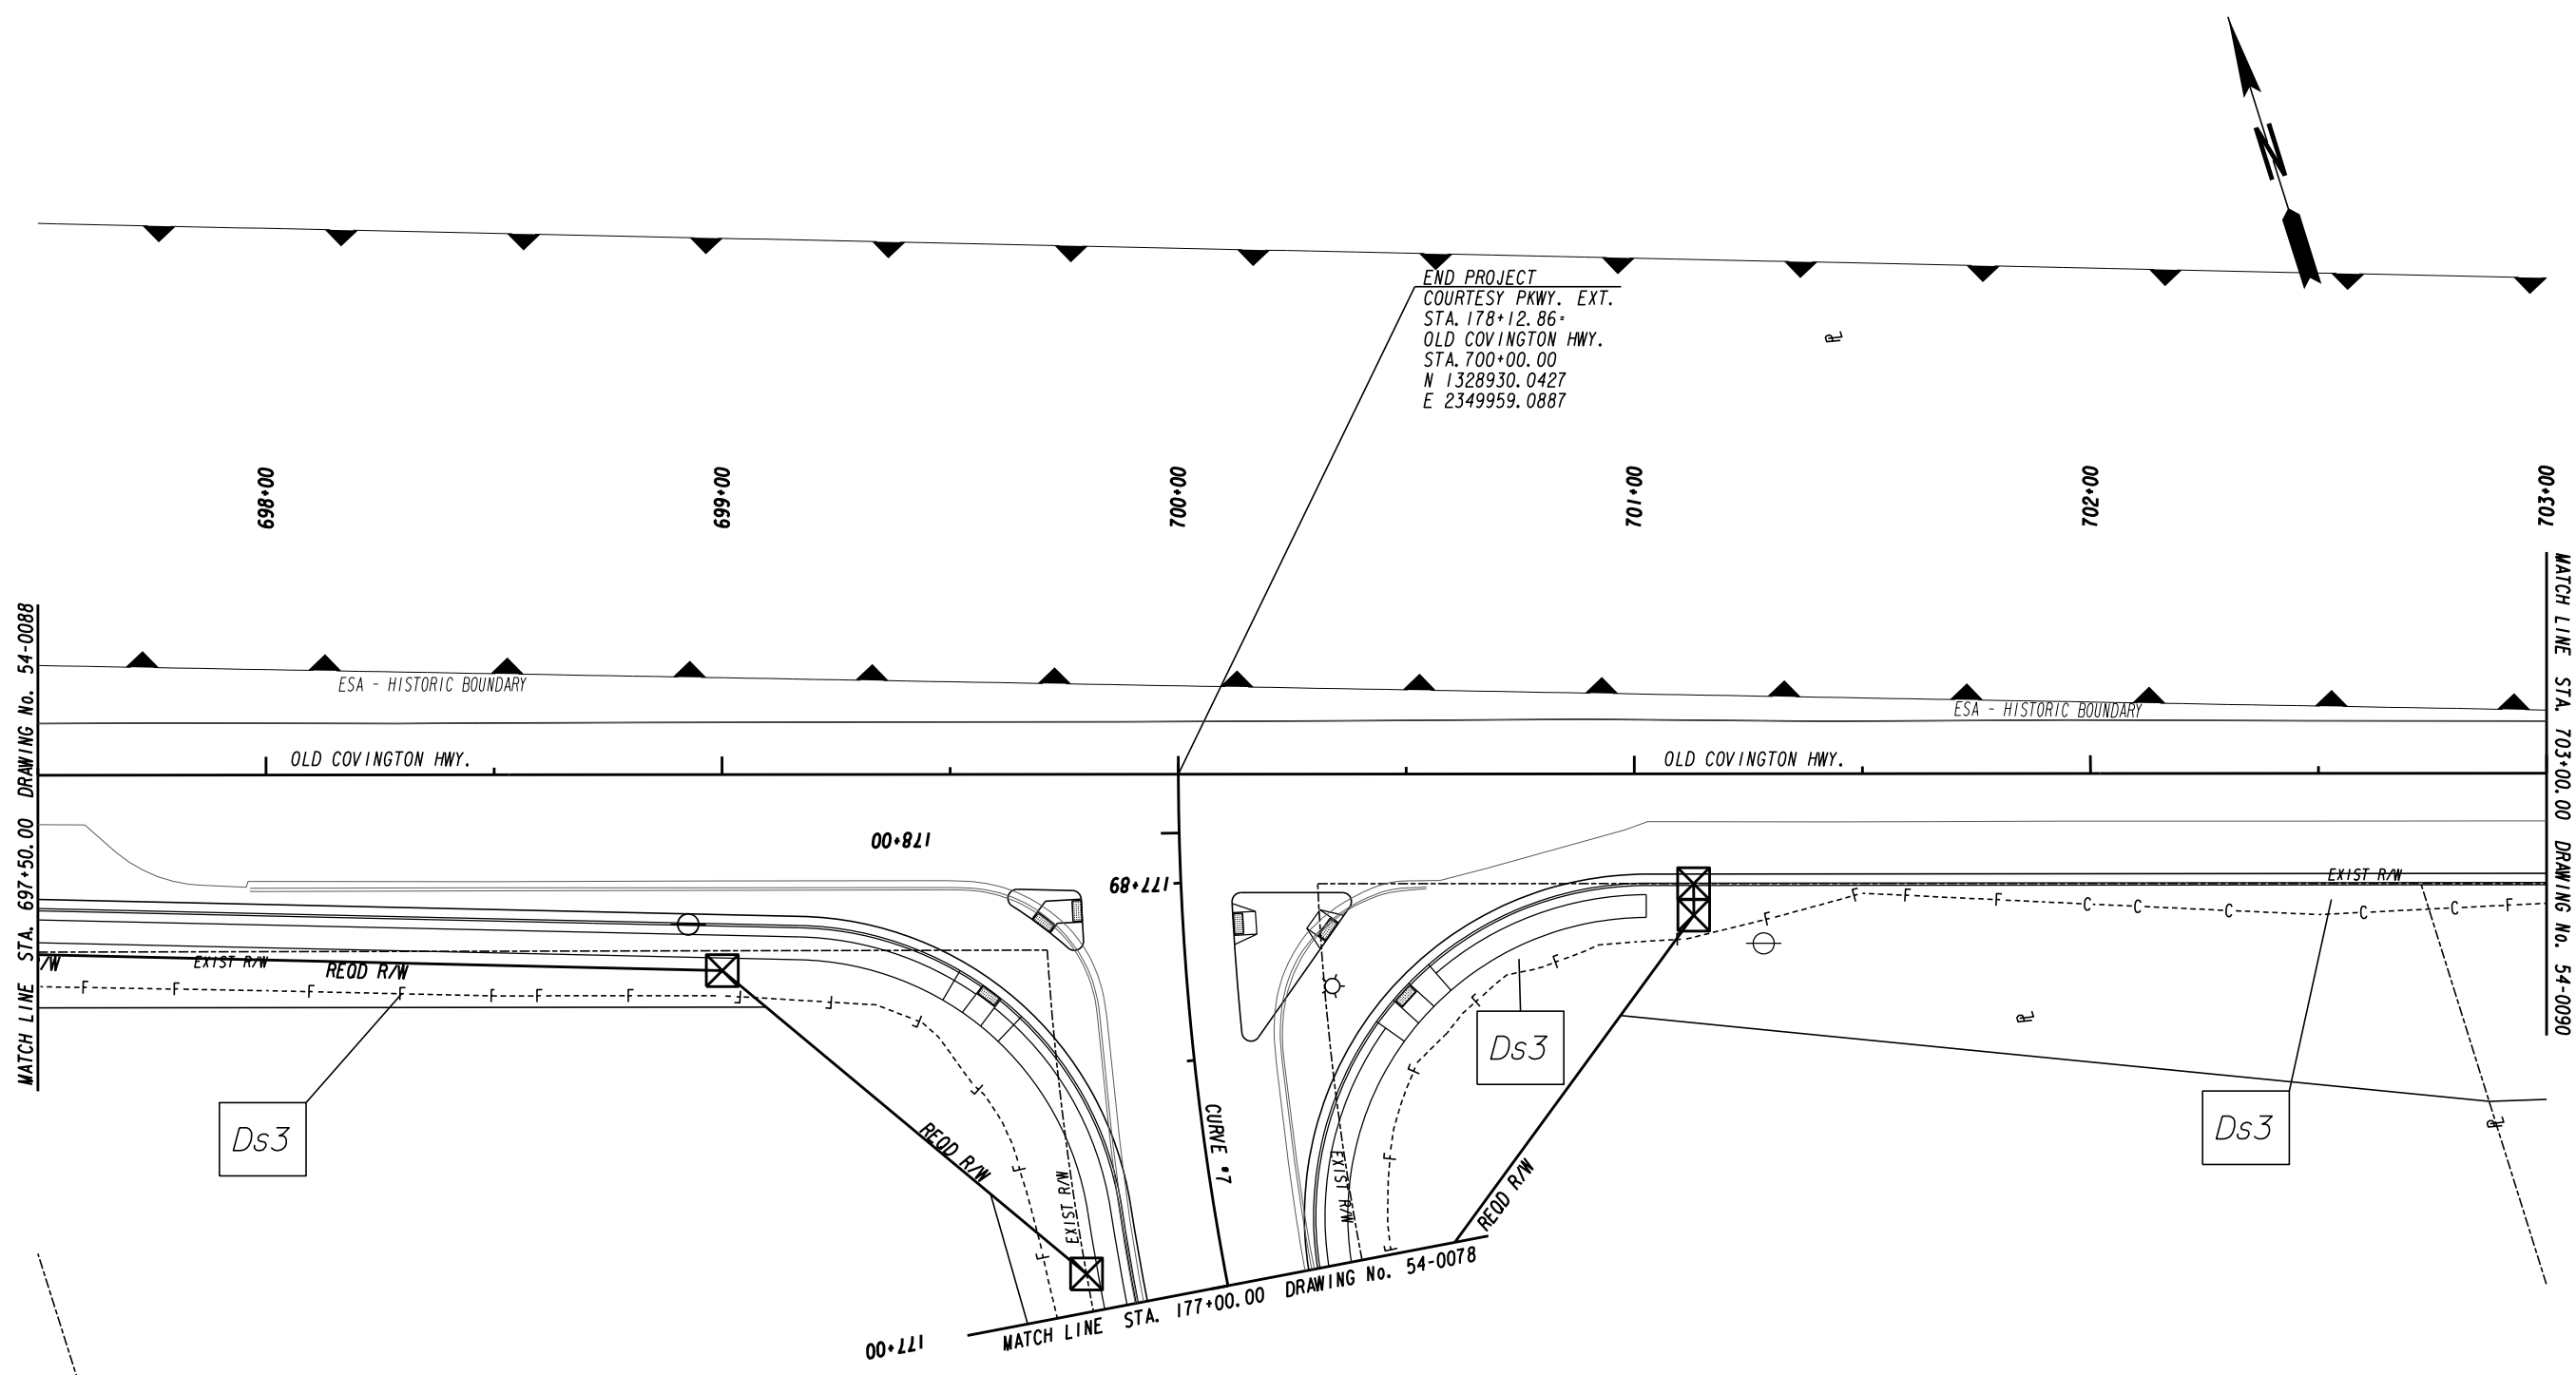 N
END PROJECT
COURTESY PKWY. EXT.
STA. 178+12.86=
OLD COVINGTON HWY.
STA. 700+00.00
N 1328930.0427
E 2349959.0887
PL
698+00
699+00
700+00
701+00
702+00
703+00
MATCH LINE STA. 697+50.00 DRAWING No. 54-0088
MATCH LINE STA. 703+00.00 DRAWING No. 54-0090
ESA - HISTORIC BOUNDARY
ESA - HISTORIC BOUNDARY
OLD COVINGTON HWY.
OLD COVINGTON HWY.
178+00
177+89
EXIST R/W
/W
EXIST R/W
REQD R/W
F F F F F F F F F F F F F
F F F F F F F F F C C C C C F
Ds3
Ds3
Ds3
PL
PL
REQD R/W
EXIST R/W
CURVE #7
EXIST R/W
REQD R/W
MATCH LINE STA. 177+00.00 DRAWING No. 54-0078
177+00